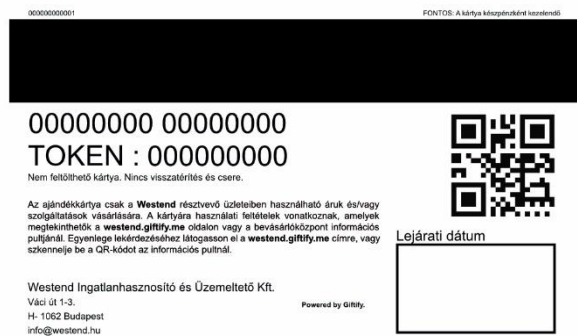 000000000001
FONTOS: A kártya készpénzként kezelendő
00000000 00000000
TOKEN : 000000000
Nem feltölthető kártya. Nincs visszatérítés és csere.
Az ajándékkártya csak a Westend résztvevő üzleteiben használható áruk és/vagy
szolgáltatások vásárlására. A kártyára használati feltételek vonatkoznak, amelyek
megtekinthetők a westend.giftify.me oldalon vagy a bevásárlóközpont információs
pultjánál. Egyenlege lekérdezéséhez látogasson el a westend.giftify.me címre, vagy
szkennelje be a QR-kódot az információs pultnál.
Lejárati dátum
Westend Ingatlanhasznosító és Üzemeltető Kft.
Váci út 1-3.
H- 1062 Budapest
info@westend.hu
Powered by Giftify.